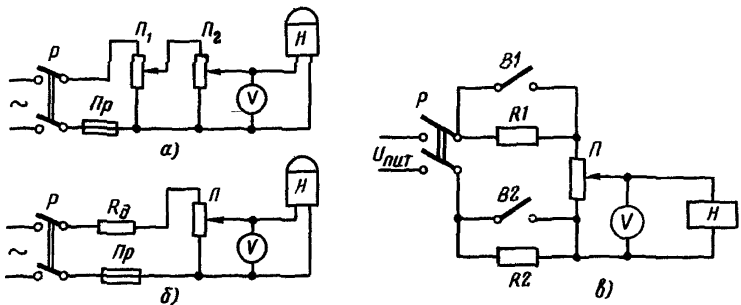 П₁ П₂ Н
Р
~ Пр V
а)
Rд П Н
Р
~ Пр V
б)
В1
Р
R1
Uпит П
В2 V Н
R2
в)